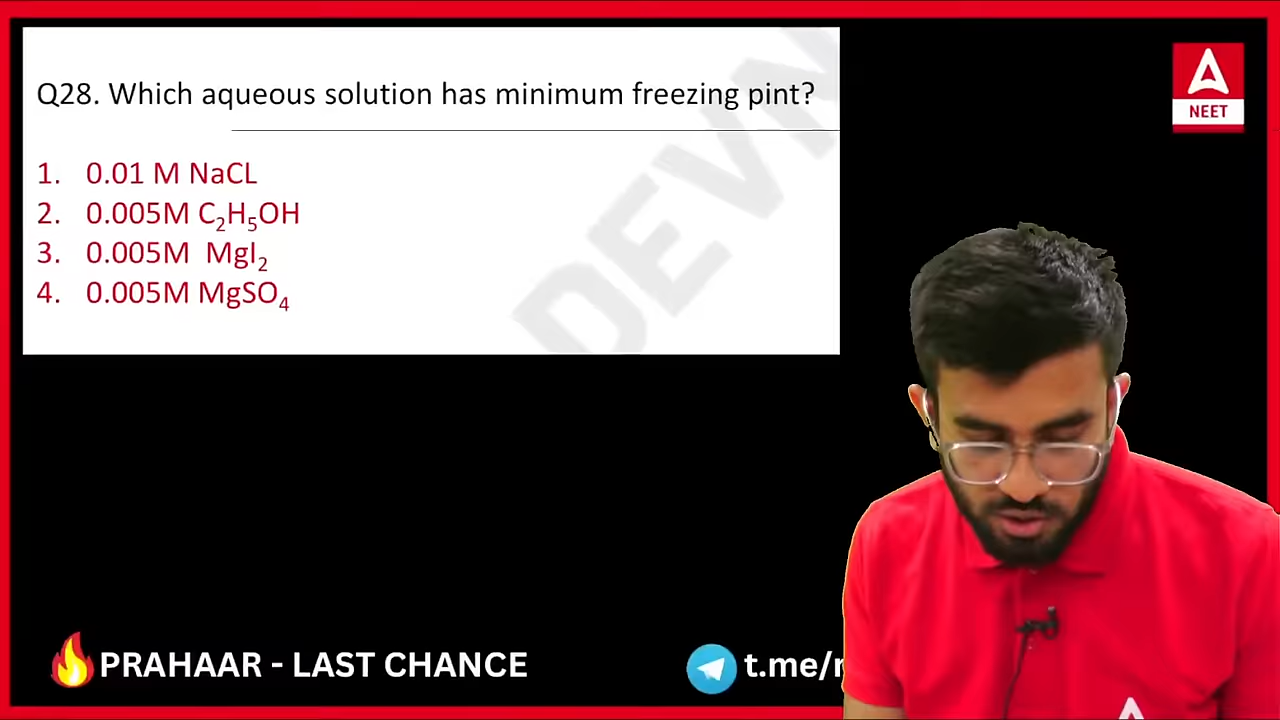 Q28. Which aqueous solution has minimum freezing pint?
1. 0.01 M NaCL
2. 0.005M C₂H₅OH
3. 0.005M MgI₂
4. 0.005M MgSO₄
DEVN
NEET
PRAHAAR - LAST CHANCE
t.me/